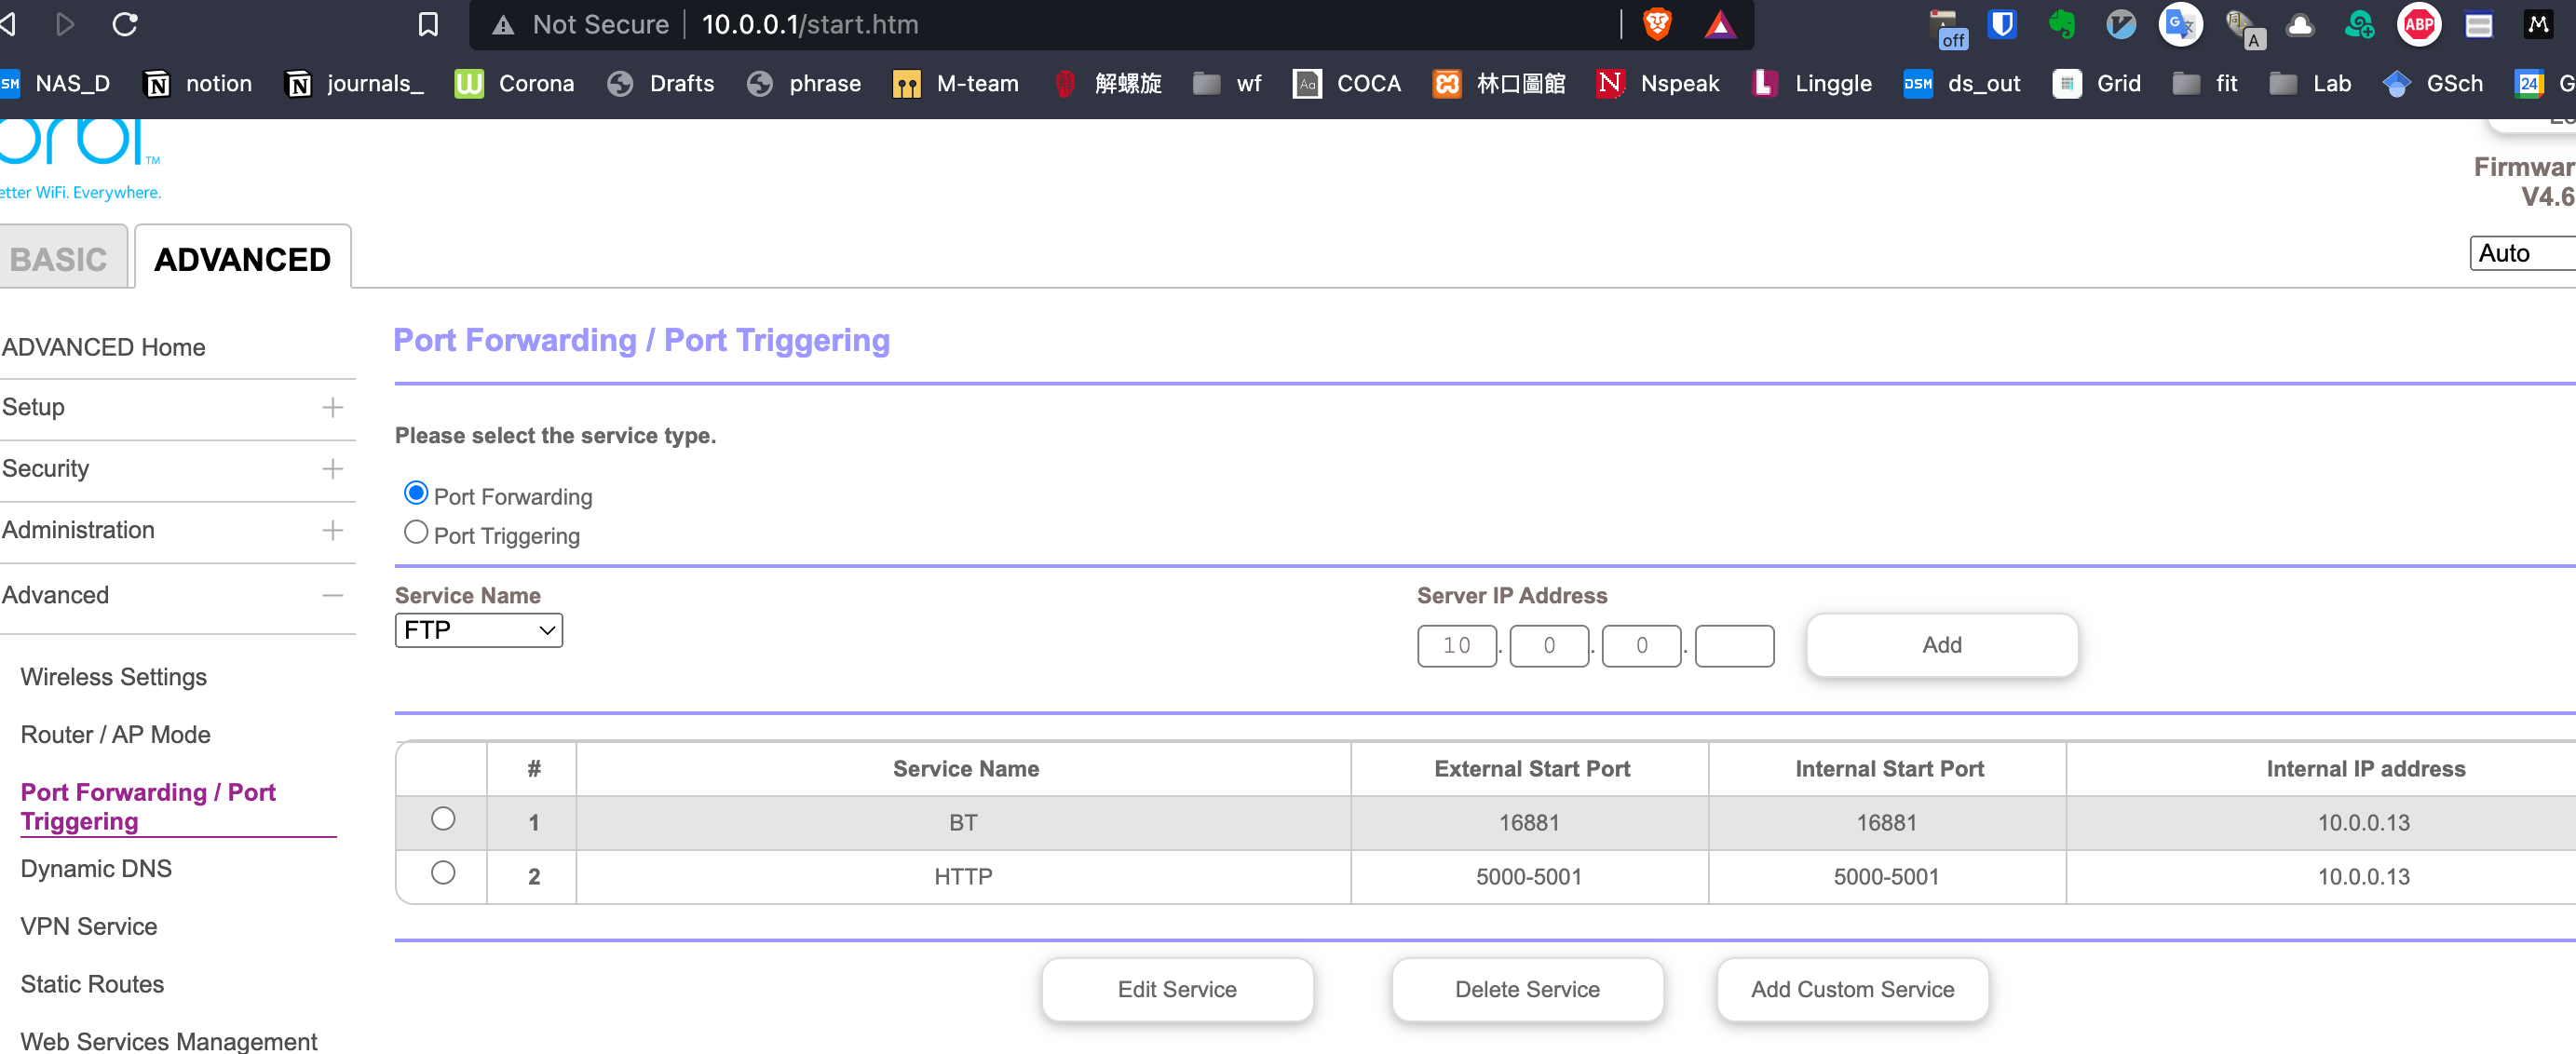 Not Secure 10.0.0.1/start.htm
off
A
ABP
NAS_D notion journals_ Corona Drafts phrase M-team 解螺旋 wf COCA 林口圖館 Nspeak Linggle ds_out Grid fit Lab GSch 24
orbi™
etter WiFi. Everywhere.
Firmwar
V4.6
BASIC ADVANCED
Auto
ADVANCED Home
Setup
Security
Administration
Advanced
Wireless Settings
Router / AP Mode
Port Forwarding / Port
Triggering
Dynamic DNS
VPN Service
Static Routes
Web Services Management
Port Forwarding / Port Triggering
Please select the service type.
Port Forwarding
Port Triggering
Service Name Server IP Address
FTP 10 . 0 . 0 . Add
# Service Name External Start Port Internal Start Port Internal IP address
1 BT 16881 16881 10.0.0.13
2 HTTP 5000-5001 5000-5001 10.0.0.13
Edit Service Delete Service Add Custom Service